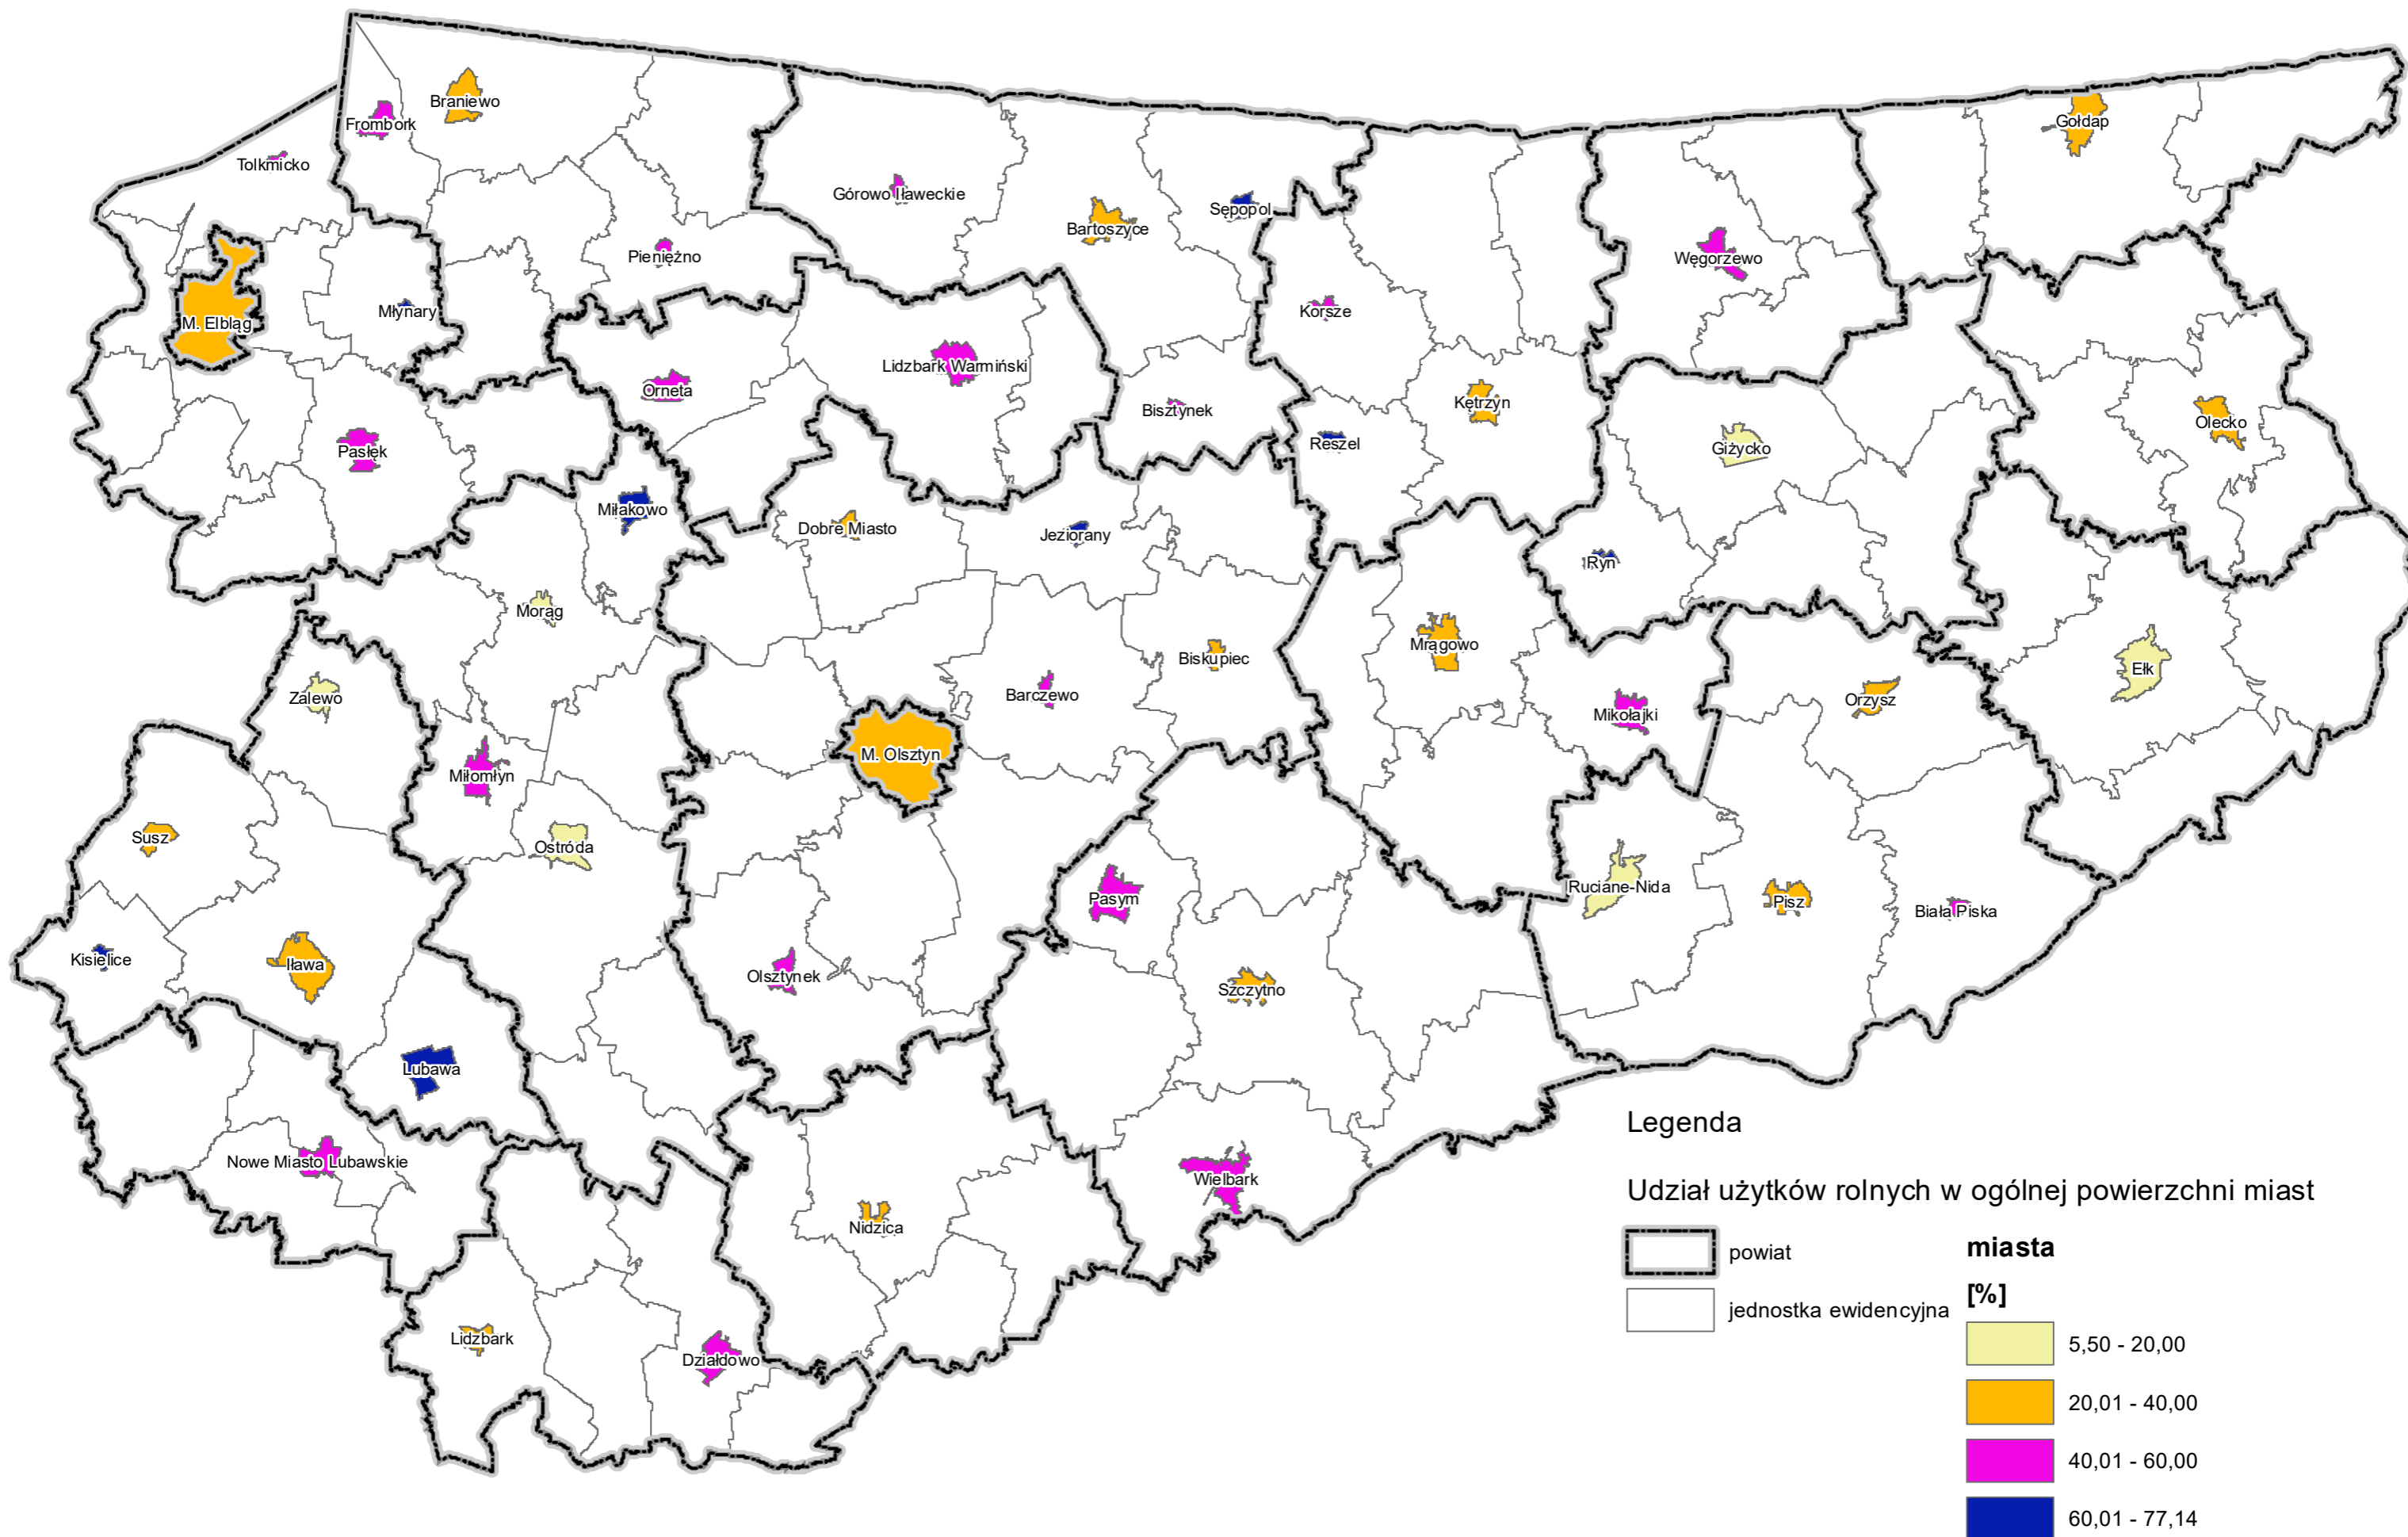 Braniewo
Frombork
Gołdap
Tolkmicko
Górowo Iławeckie
Sępopol
Bartoszyce
Pieniężno
Węgorzewo
Młynary
Korsze
M. Elbląg
Lidzbark Warmiński
Orneta
Kętrzyn
Bisztynek
Olecko
Reszel
Giżycko
Pasłęk
Miłakowo
Dobre Miasto
Jeziorany
Ryn
Morąg
Mrągowo
Biskupiec
Ełk
Barczewo
Zalewo
Orzysz
Mikołajki
M. Olsztyn
Miłomłyn
Susz
Ostróda
Ruciane-Nida
Pasym
Pisz
Biała Piska
Kisielice
Iława
Olsztynek
Szczytno
Lubawa
Nowe Miasto Lubawskie
Wielbark
Nidzica
Lidzbark
Działdowo
Legenda
Udział użytków rolnych w ogólnej powierzchni miast
powiat
jednostka ewidencyjna
miasta
[%]
5,50 - 20,00
20,01 - 40,00
40,01 - 60,00
60,01 - 77,14